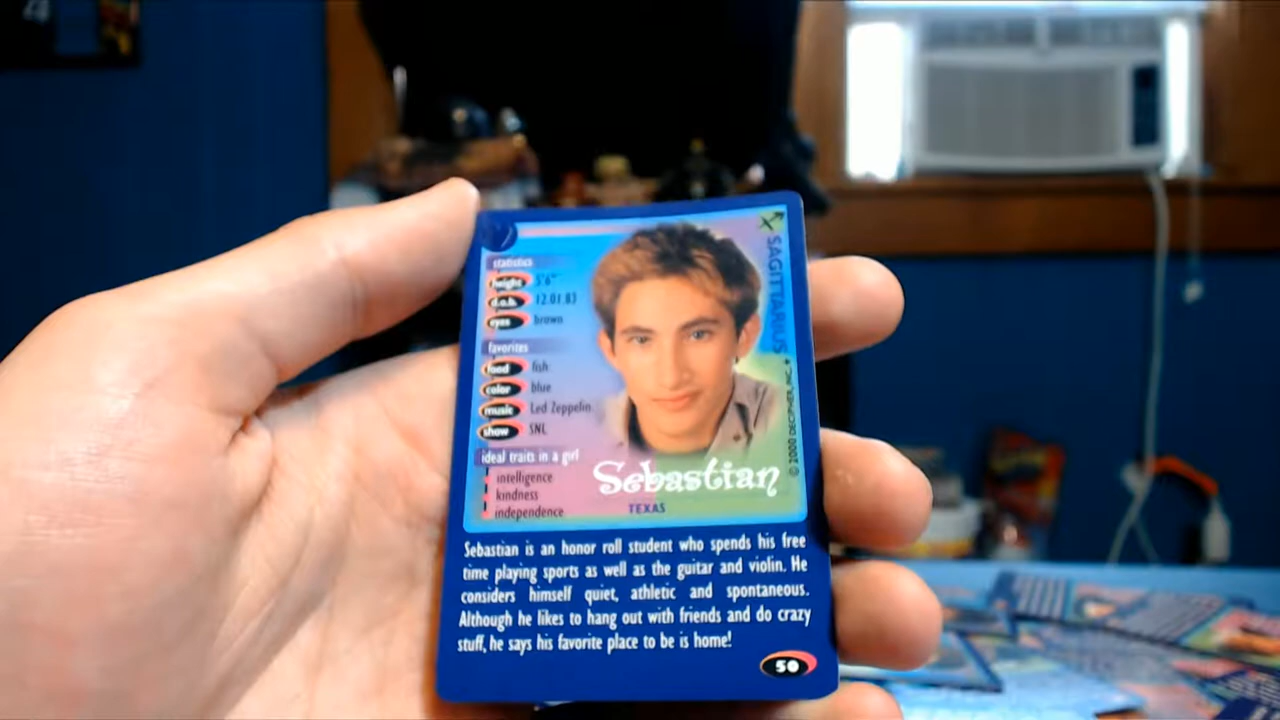 statistics
height 5'6"
d.o.b. 12.01.83
eyes brown
favorites
food fish
color blue
music Led Zeppelin
show SNL
ideal traits in a girl
intelligence
kindness
independence
SAGITTARIUS
© 2000 DECIPHER, INC.
Sebastian
TEXAS
Sebastian is an honor roll student who spends his free
time playing sports as well as the guitar and violin. He
considers himself quiet, athletic and spontaneous.
Although he likes to hang out with friends and do crazy
stuff, he says his favorite place to be is home!
50